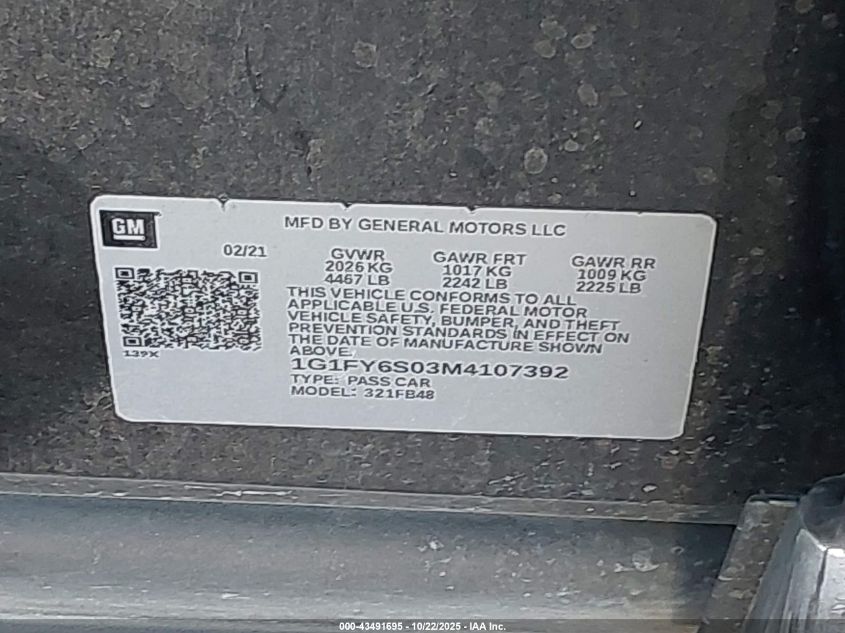 GM
MFD BY GENERAL MOTORS LLC
02/21
GVWR
2026 KG
4467 LB
GAWR FRT
1017 KG
2242 LB
GAWR RR
1009 KG
2225 LB
THIS VEHICLE CONFORMS TO ALL
APPLICABLE U.S. FEDERAL MOTOR
VEHICLE SAFETY, BUMPER, AND THEFT
PREVENTION STANDARDS IN EFFECT ON
THE DATE OF MANUFACTURE SHOWN
ABOVE.
139X
1G1FY6S03M4107392
TYPE: PASS CAR
MODEL: 321FB48
000-43491695 - 10/22/2025 - IAA Inc.